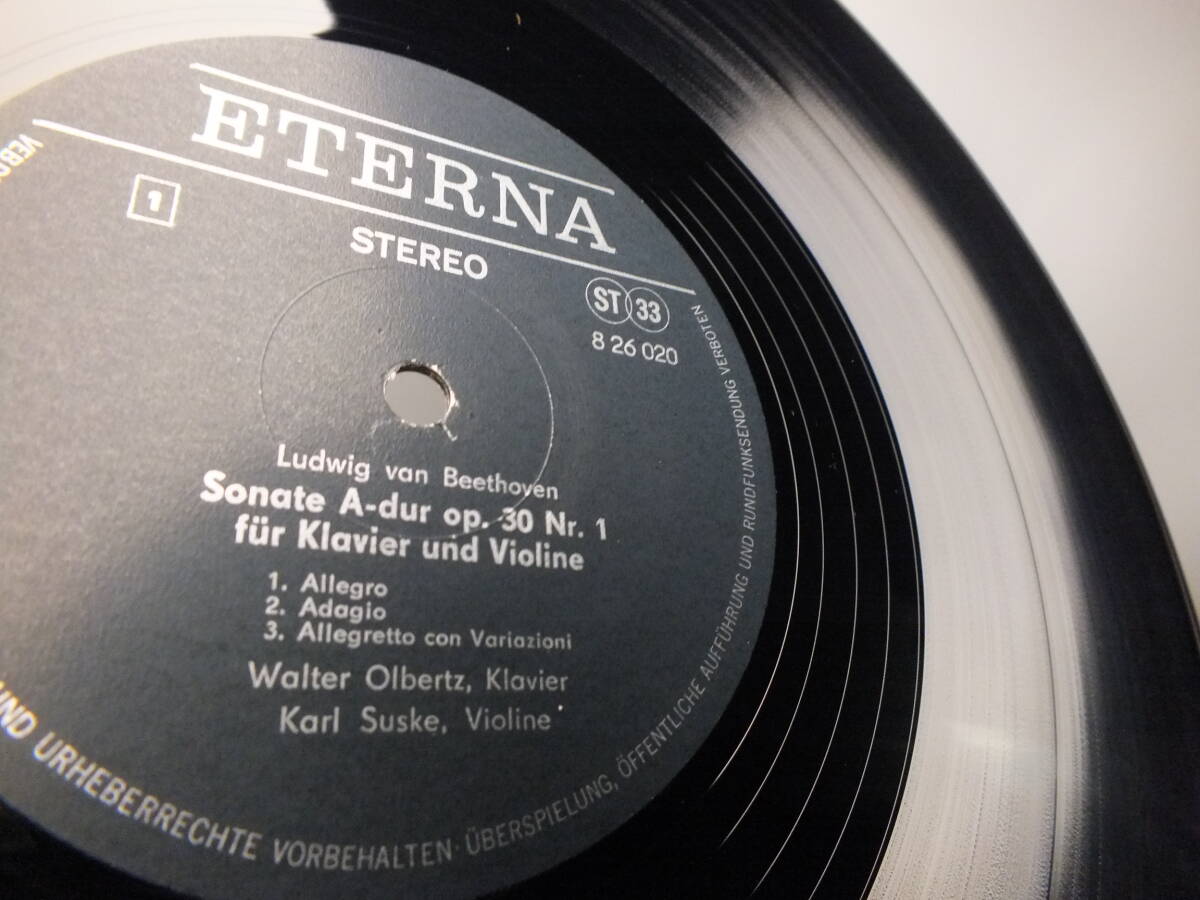 ETERNA
1
STEREO
ST 33
8 26 020
Ludwig van Beethoven
Sonate A-dur op. 30 Nr. 1
für Klavier und Violine
1. Allegro
2. Adagio
3. Allegretto con Variazioni
Walter Olbertz, Klavier
Karl Suske, Violine
UND URHEBERRECHTE VORBEHALTEN · ÜBERSPIELUNG, ÖFFENTLICHE AUFFÜHRUNG UND RUNDFUNKSENDUNG VERBOTEN